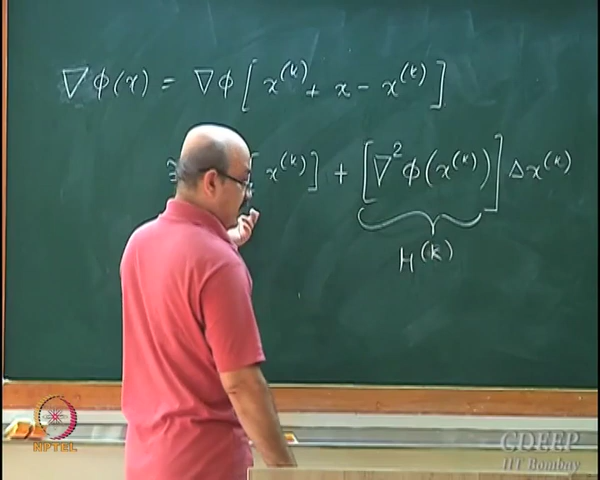 ∇φ(x) = ∇φ[x^(k) + x - x^(k)]
[x^(k)] + [∇²φ(x^(k))] Δx^(k)
H^(k)
NPTEL
CDEEP
IIT Bombay